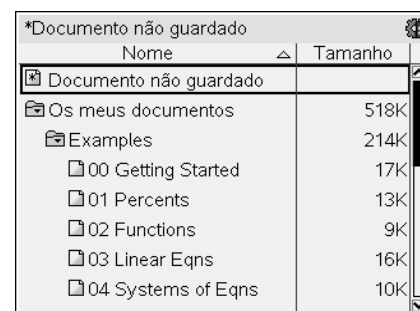 *Documento não guardado
Nome Tamanho
Documento não guardado
Os meus documentos 518K
Examples 214K
00 Getting Started 17K
01 Percents 13K
02 Functions 9K
03 Linear Eqns 16K
04 Systems of Eqns 10K